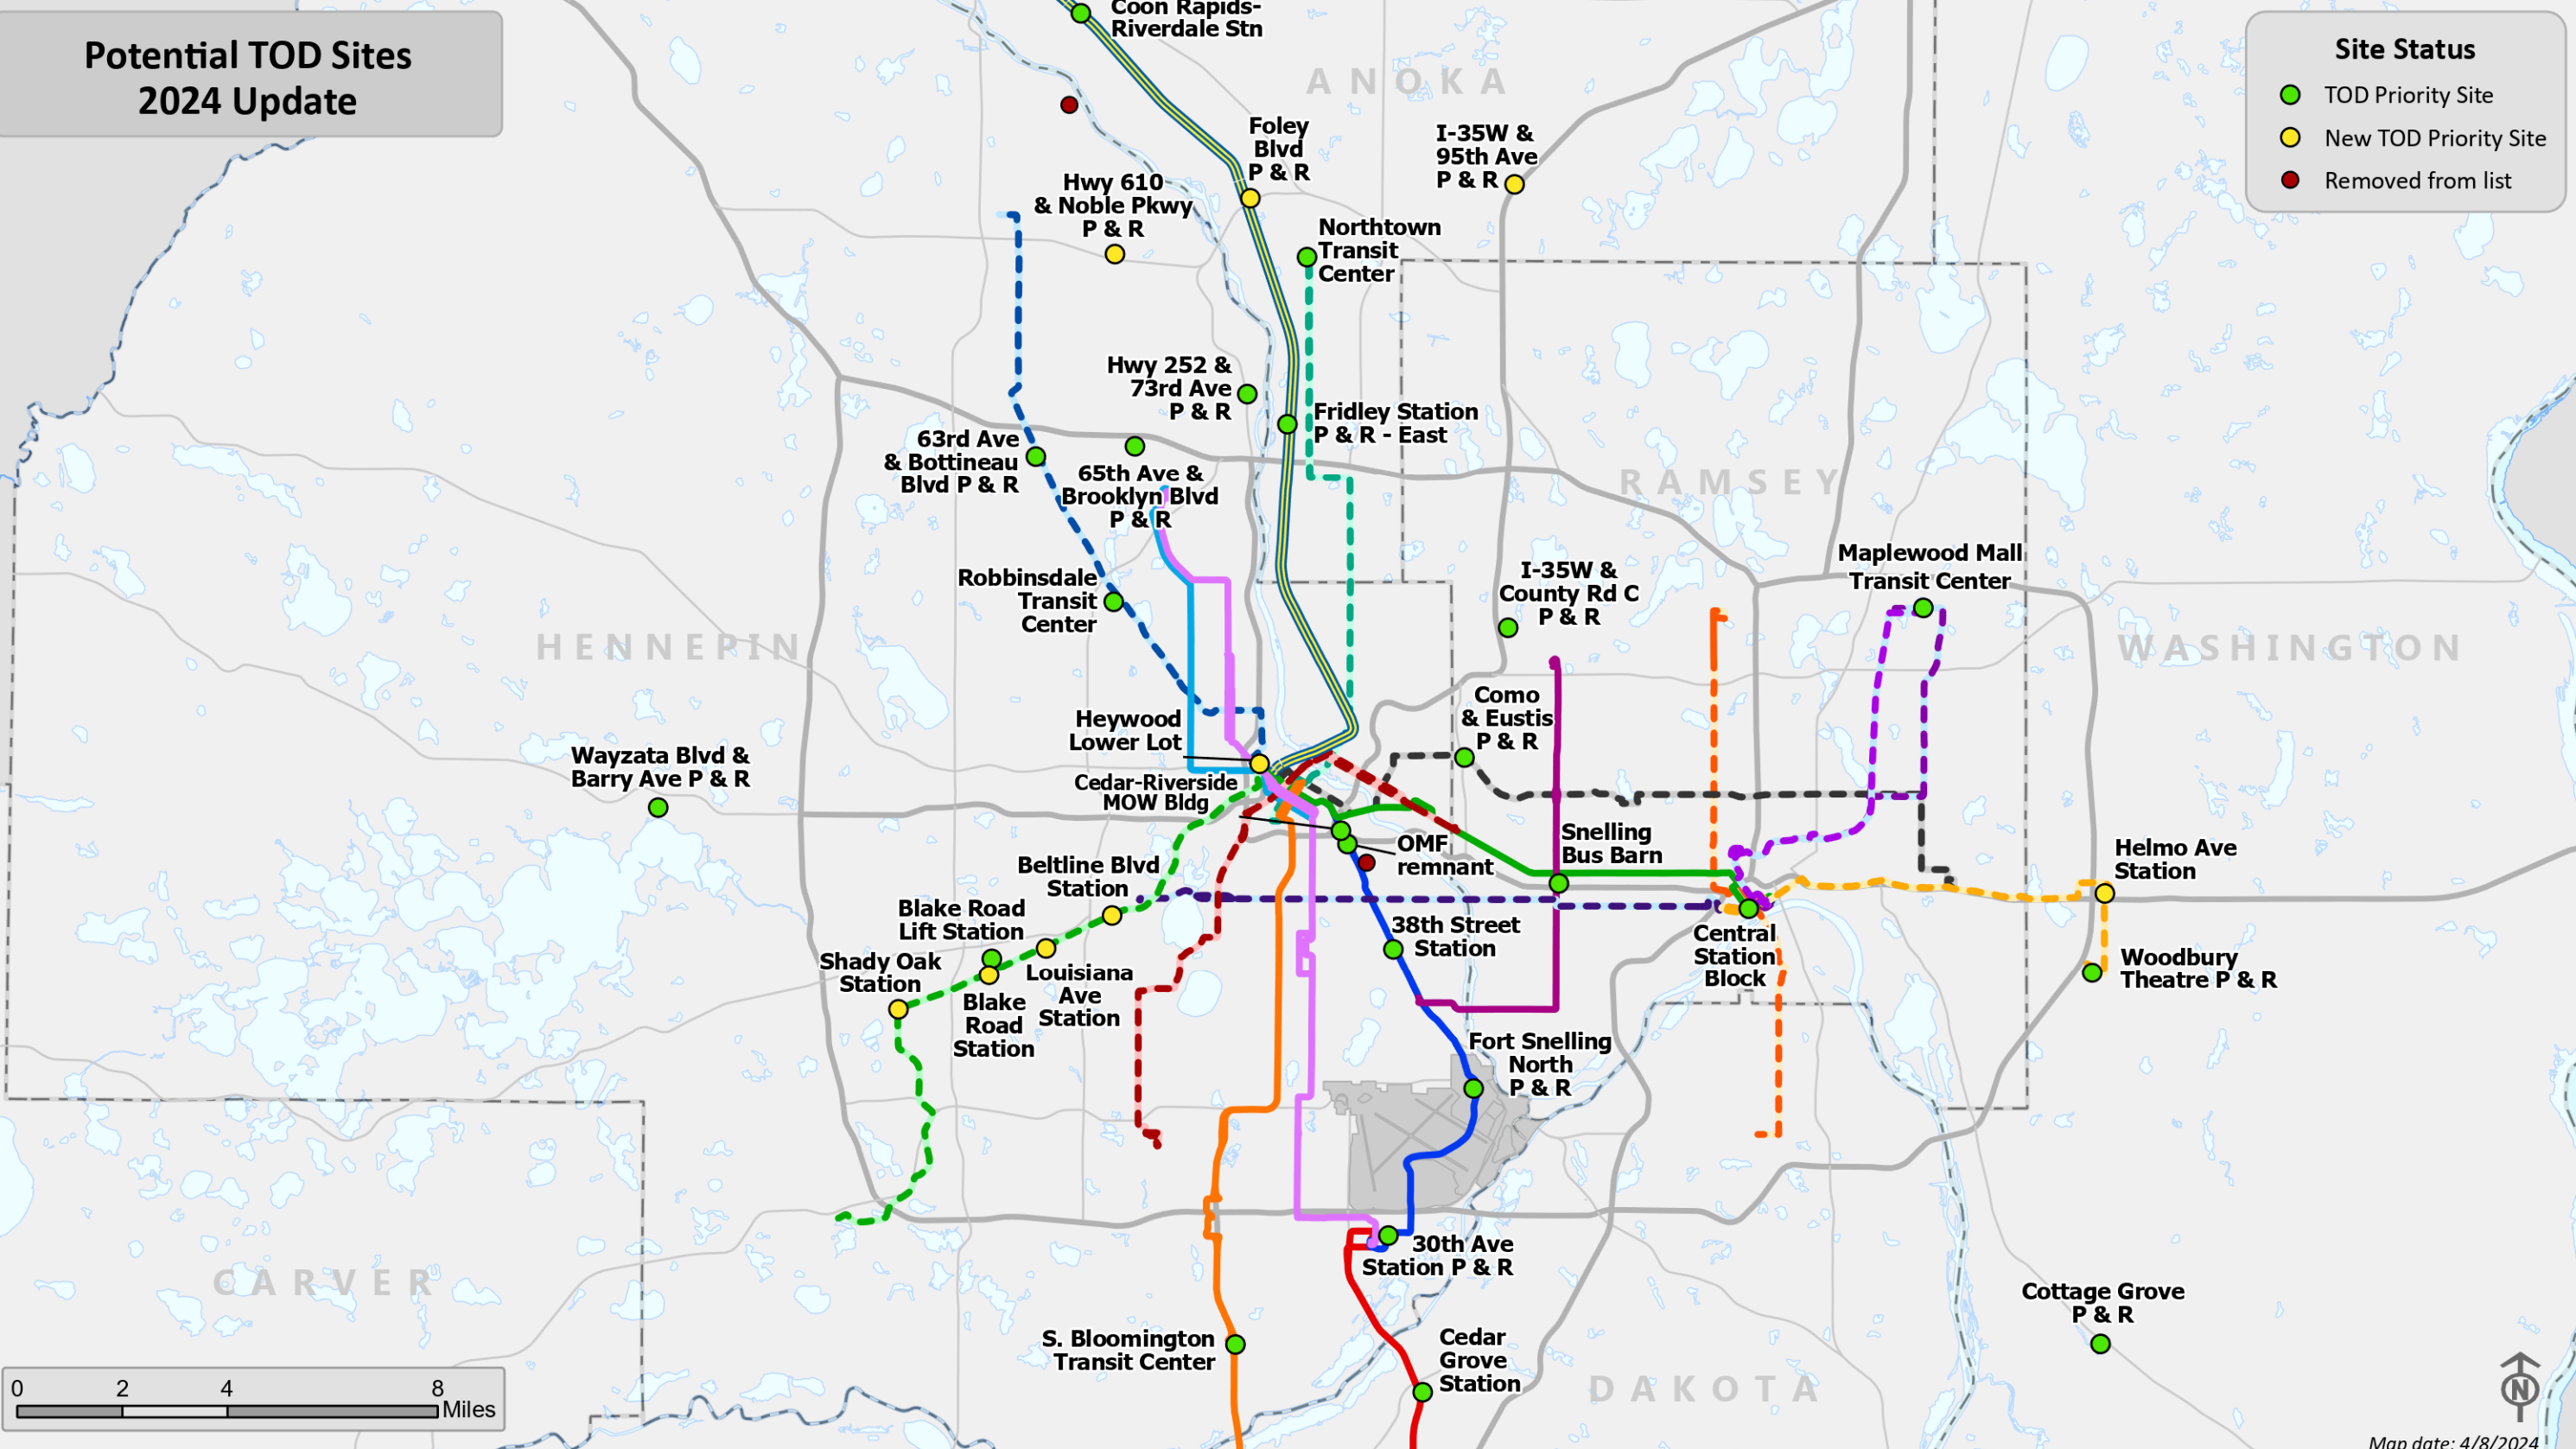 Potential TOD Sites
2024 Update
Coon Rapids-
Riverdale Stn
ANOKA
Site Status
TOD Priority Site
New TOD Priority Site
Removed from list
Foley
Blvd
P & R
I-35W &
95th Ave
P & R
Hwy 610
& Noble Pkwy
P & R
Northtown
Transit
Center
Hwy 252 &
73rd Ave
P & R
Fridley Station
P & R - East
63rd Ave
& Bottineau
Blvd P & R
65th Ave &
Brooklyn Blvd
P & R
RAMSEY
Robbinsdale
Transit
Center
I-35W &
County Rd C
P & R
Maplewood Mall
Transit Center
HENNEPIN
WASHINGTON
Como
& Eustis
P & R
Heywood
Lower Lot
Wayzata Blvd &
Barry Ave P & R
Cedar-Riverside
MOW Bldg
OMF
remnant
Snelling
Bus Barn
Helmo Ave
Station
Beltline Blvd
Station
Blake Road
Lift Station
38th Street
Station
Central
Station
Block
Shady Oak
Station
Louisiana
Ave
Station
Blake
Road
Station
Woodbury
Theatre P & R
Fort Snelling
North
P & R
30th Ave
Station P & R
CARVER
Cottage Grove
P & R
S. Bloomington
Transit Center
Cedar
Grove
Station
DAKOTA
0 2 4 8
Miles
N
Map date: 4/8/2024